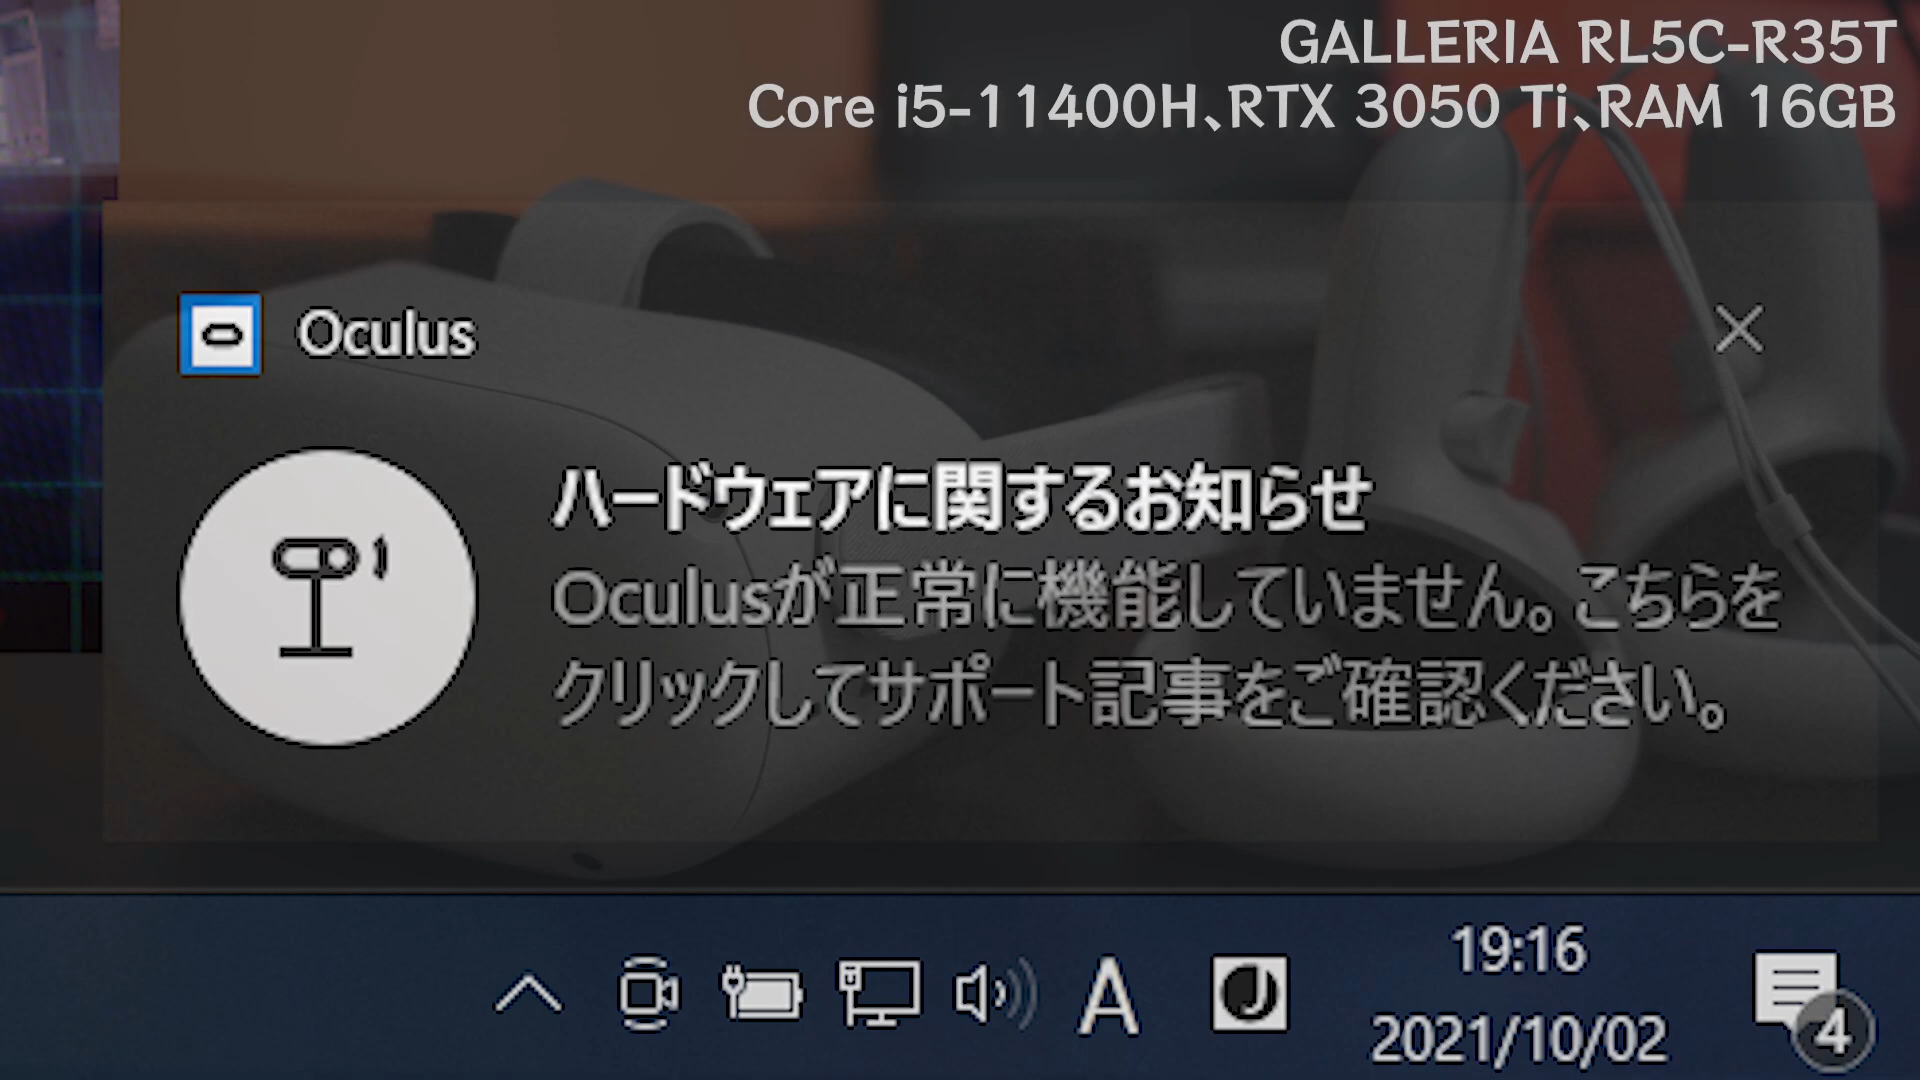 GALLERIA RL5C-R35T
Core i5-11400H、RTX 3050 Ti、RAM 16GB
Oculus
ハードウェアに関するお知らせ
Oculusが正常に機能していません。こちらを
クリックしてサポート記事をご確認ください。
A
J
19:16
2021/10/02
4